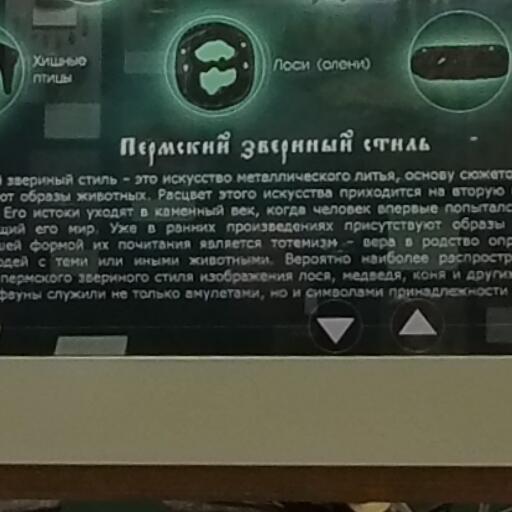 Хищные
птицы
Лоси (олени)
Пермский звериный стиль
звериный стиль – это искусство металлического литья, основу сюжето
ют образы животных. Расцвет этого искусства приходится на вторую
Его истоки уходят в каменный век, когда человек впервые попыталс
щий его мир. Уже в ранних произведениях присутствуют образы
шей формой их почитания является тотемизм – вера в родство опр
одей с теми или иными животными. Вероятно наиболее распростр
пермского звериного стиля изображения лося, медведя, коня и других
фауны служили не только амулетами, но и символами принадлежности